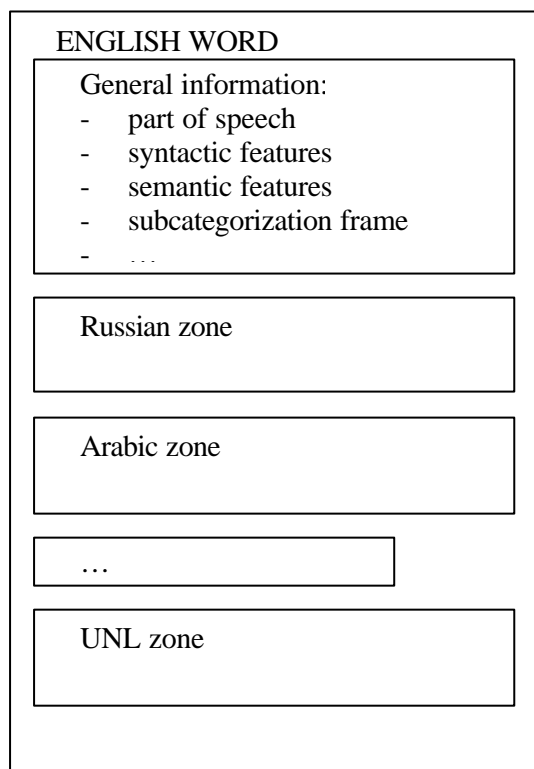 ENGLISH WORD
General information:
- part of speech
- syntactic features
- semantic features
- subcategorization frame
- …
Russian zone
Arabic zone
…
UNL zone